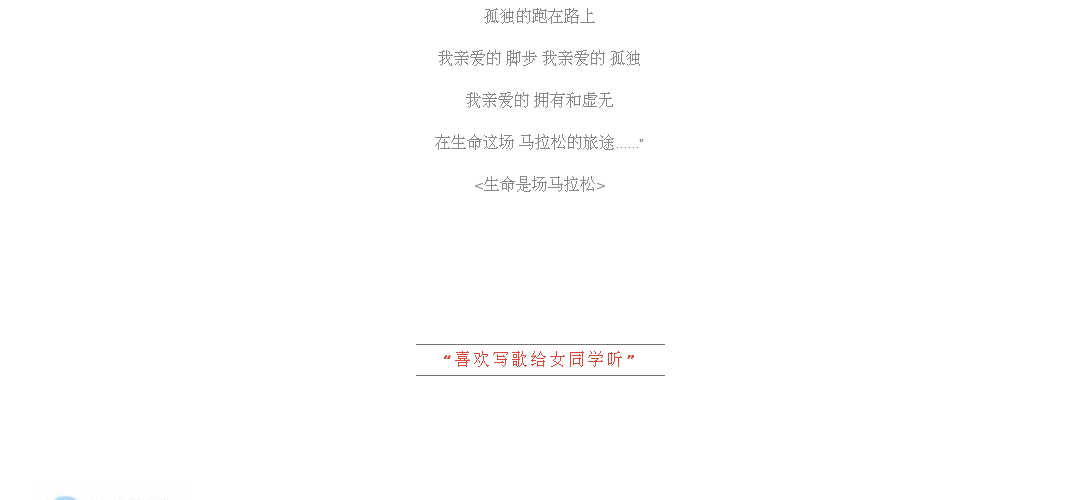 孤独的跑在路上
我亲爱的 脚步 我亲爱的 孤独
我亲爱的 拥有和虚无
在生命这场 马拉松的旅途......"
<生命是场马拉松>
“喜欢写歌给女同学听”